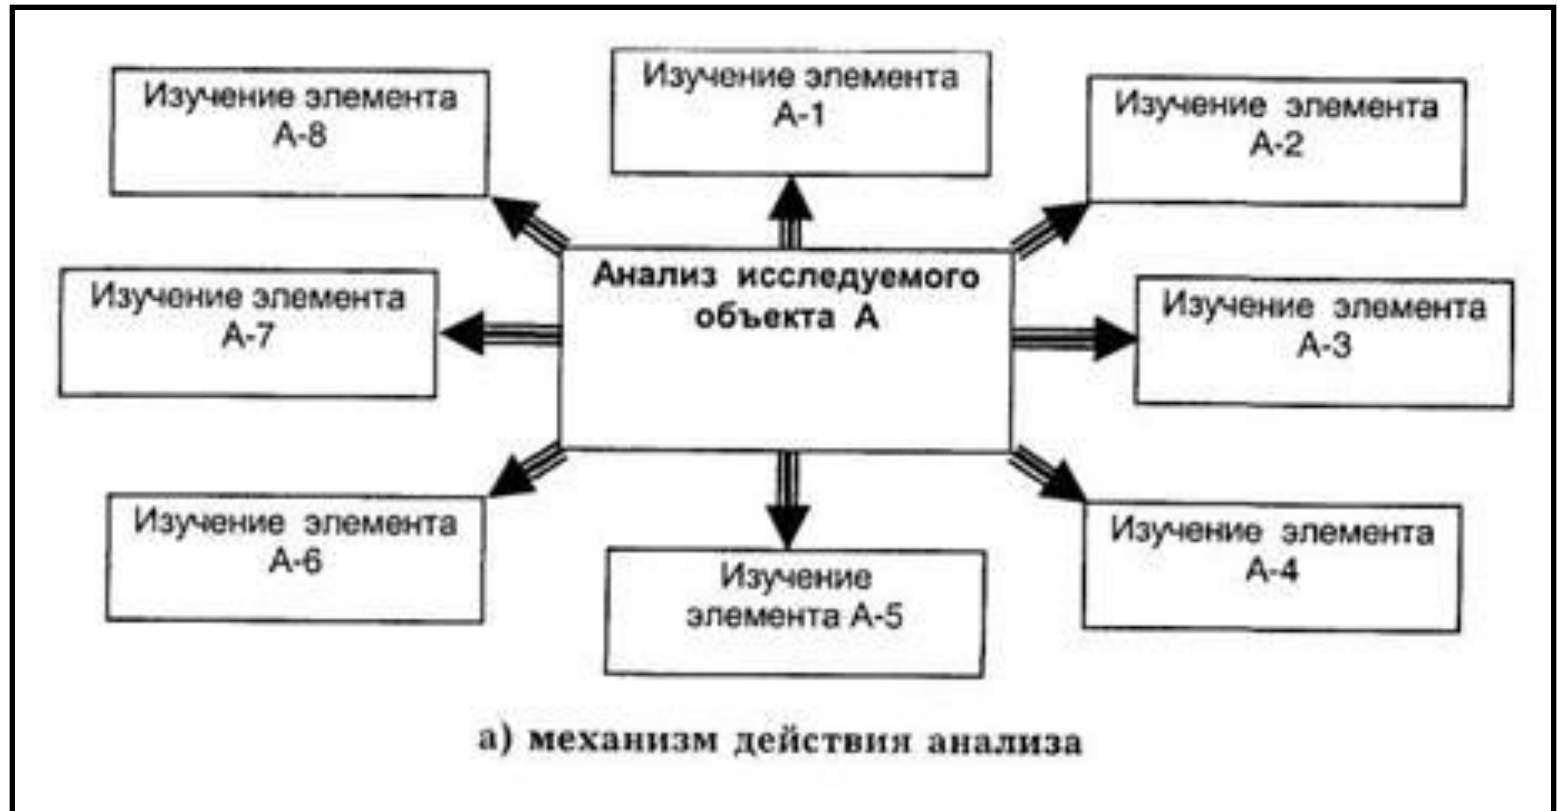 Изучение элемента
А-8
Изучение элемента
А-1
Изучение элемента
А-2
Изучение элемента
А-7
Анализ исследуемого
объекта А
Изучение элемента
А-3
Изучение элемента
А-6
Изучение
элемента А-5
Изучение элемента
А-4
а) механизм действия анализа